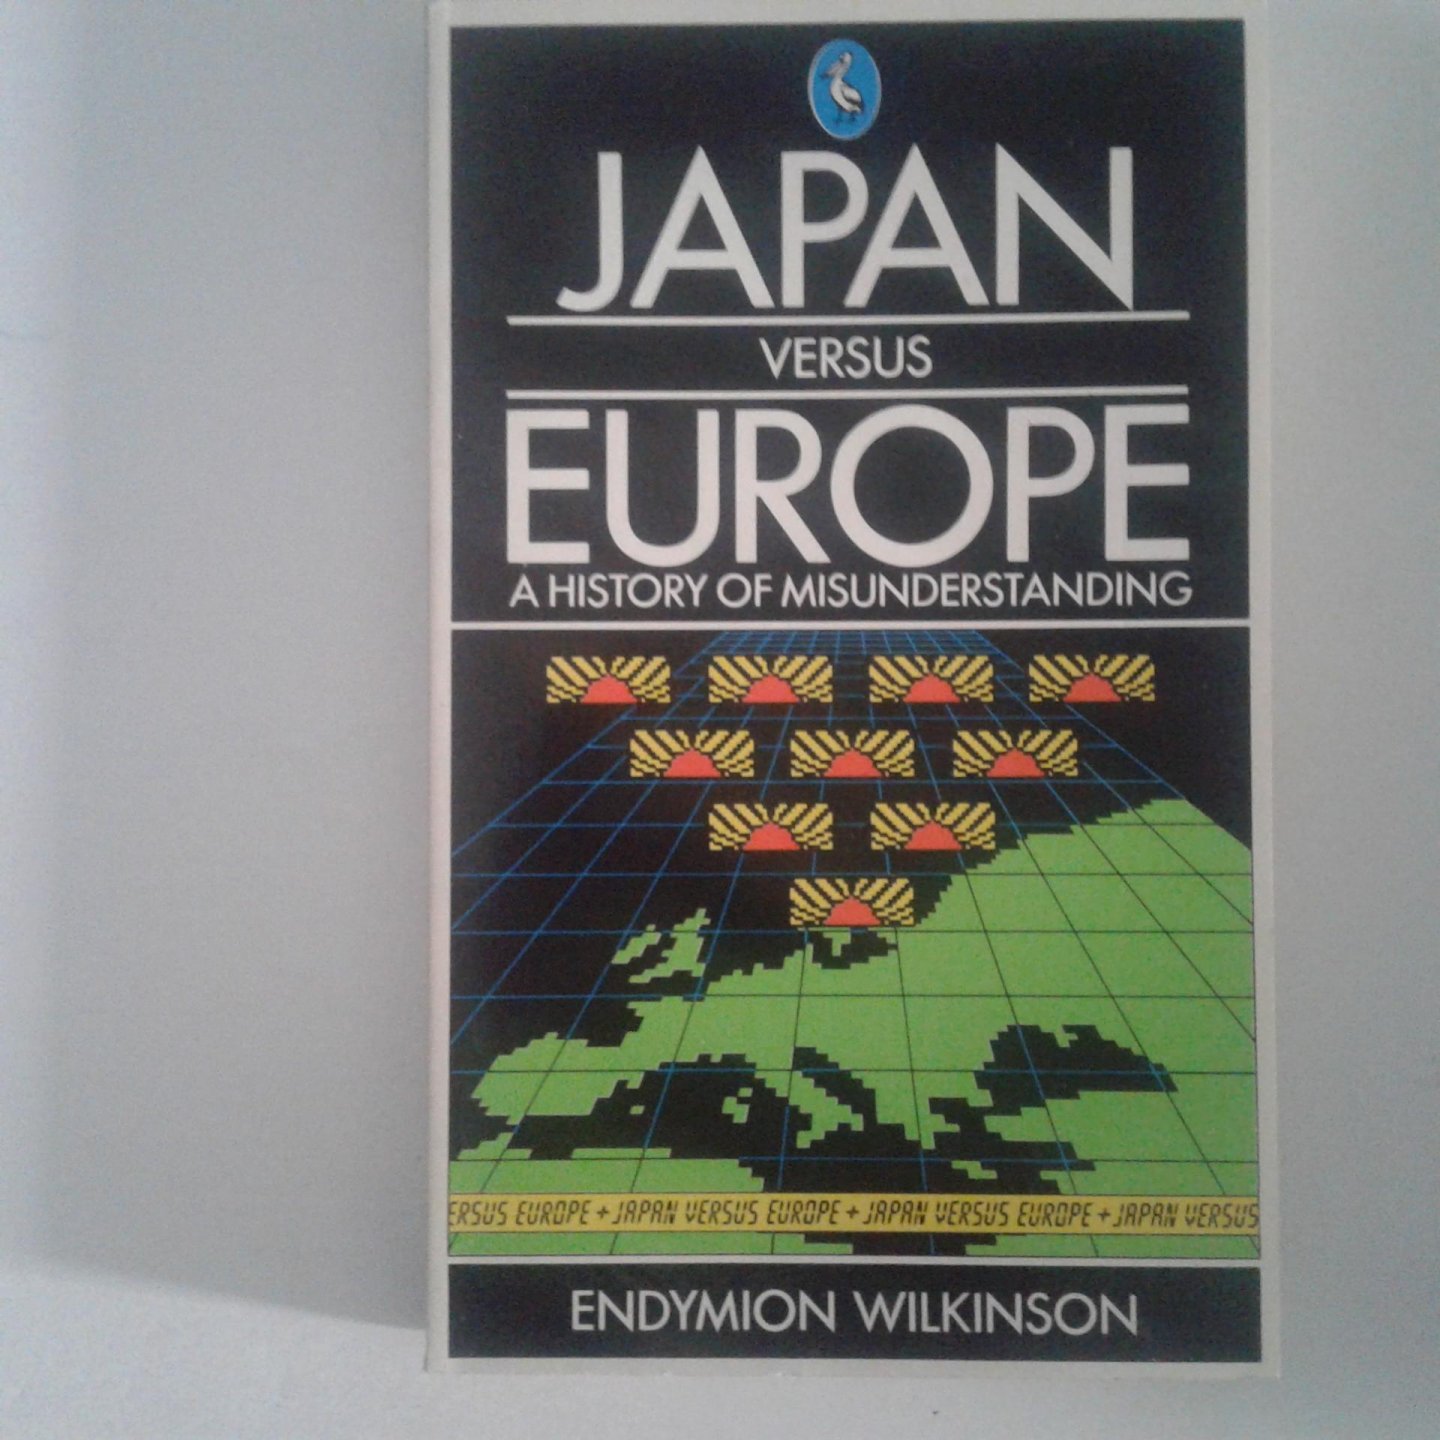 JAPAN
VERSUS
EUROPE
A HISTORY OF MISUNDERSTANDING
ERSUS EUROPE + JAPAN VERSUS EUROPE + JAPAN VERSUS EUROPE + JAPAN VERSUS
ENDYMION WILKINSON